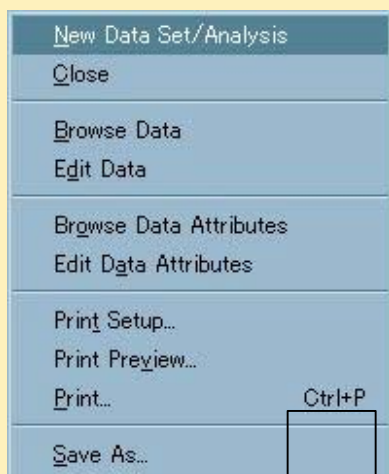 New Data Set/Analysis
Close
Browse Data
Edit Data
Browse Data Attributes
Edit Data Attributes
Print Setup...
Print Preview...
Print... Ctrl+P
Save As...